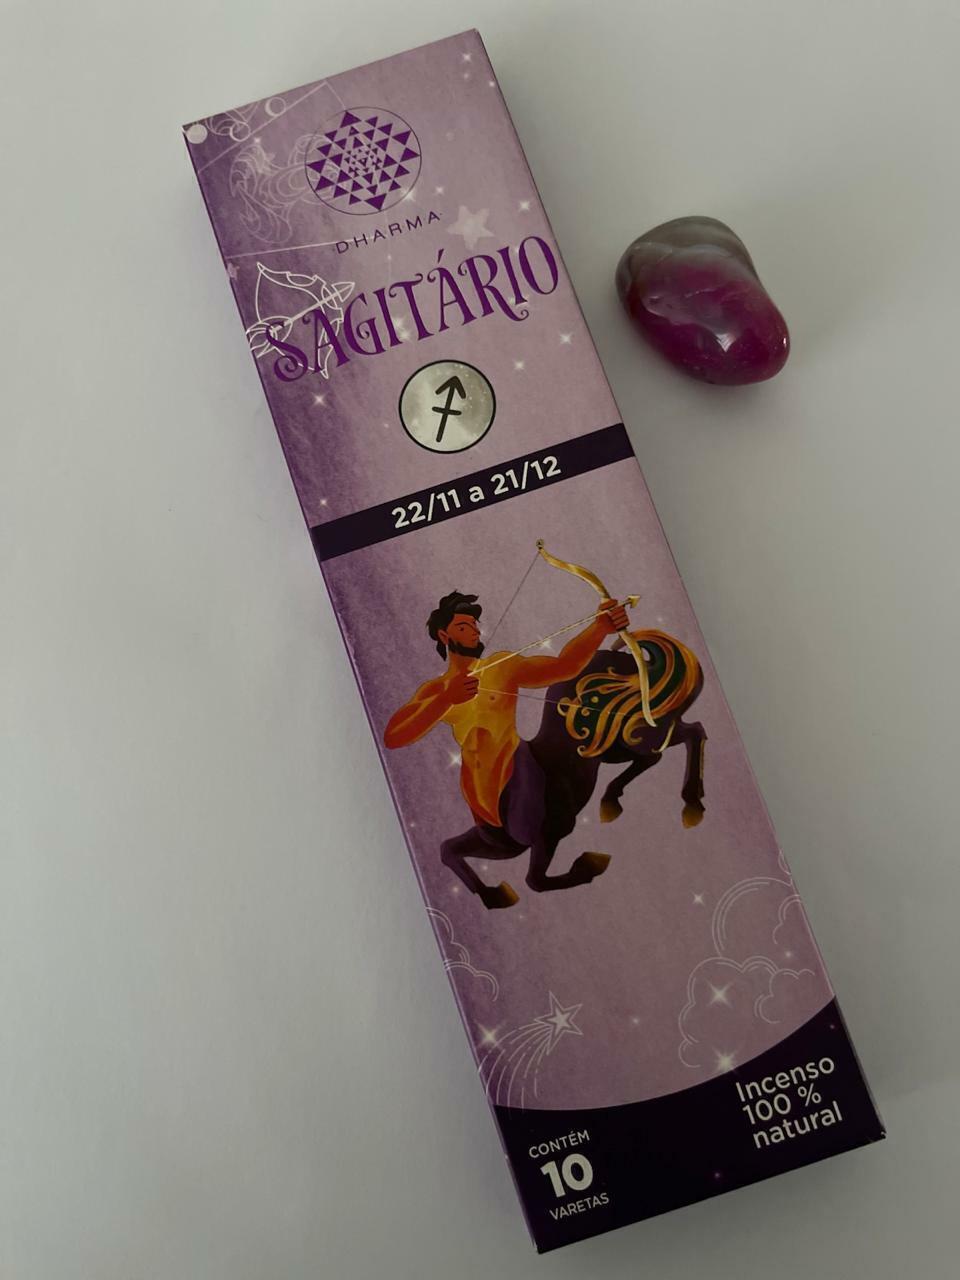 DHARMA
SAGITÁRIO
22/11 a 21/12
Incenso
100 %
natural
CONTÉM
10
VARETAS